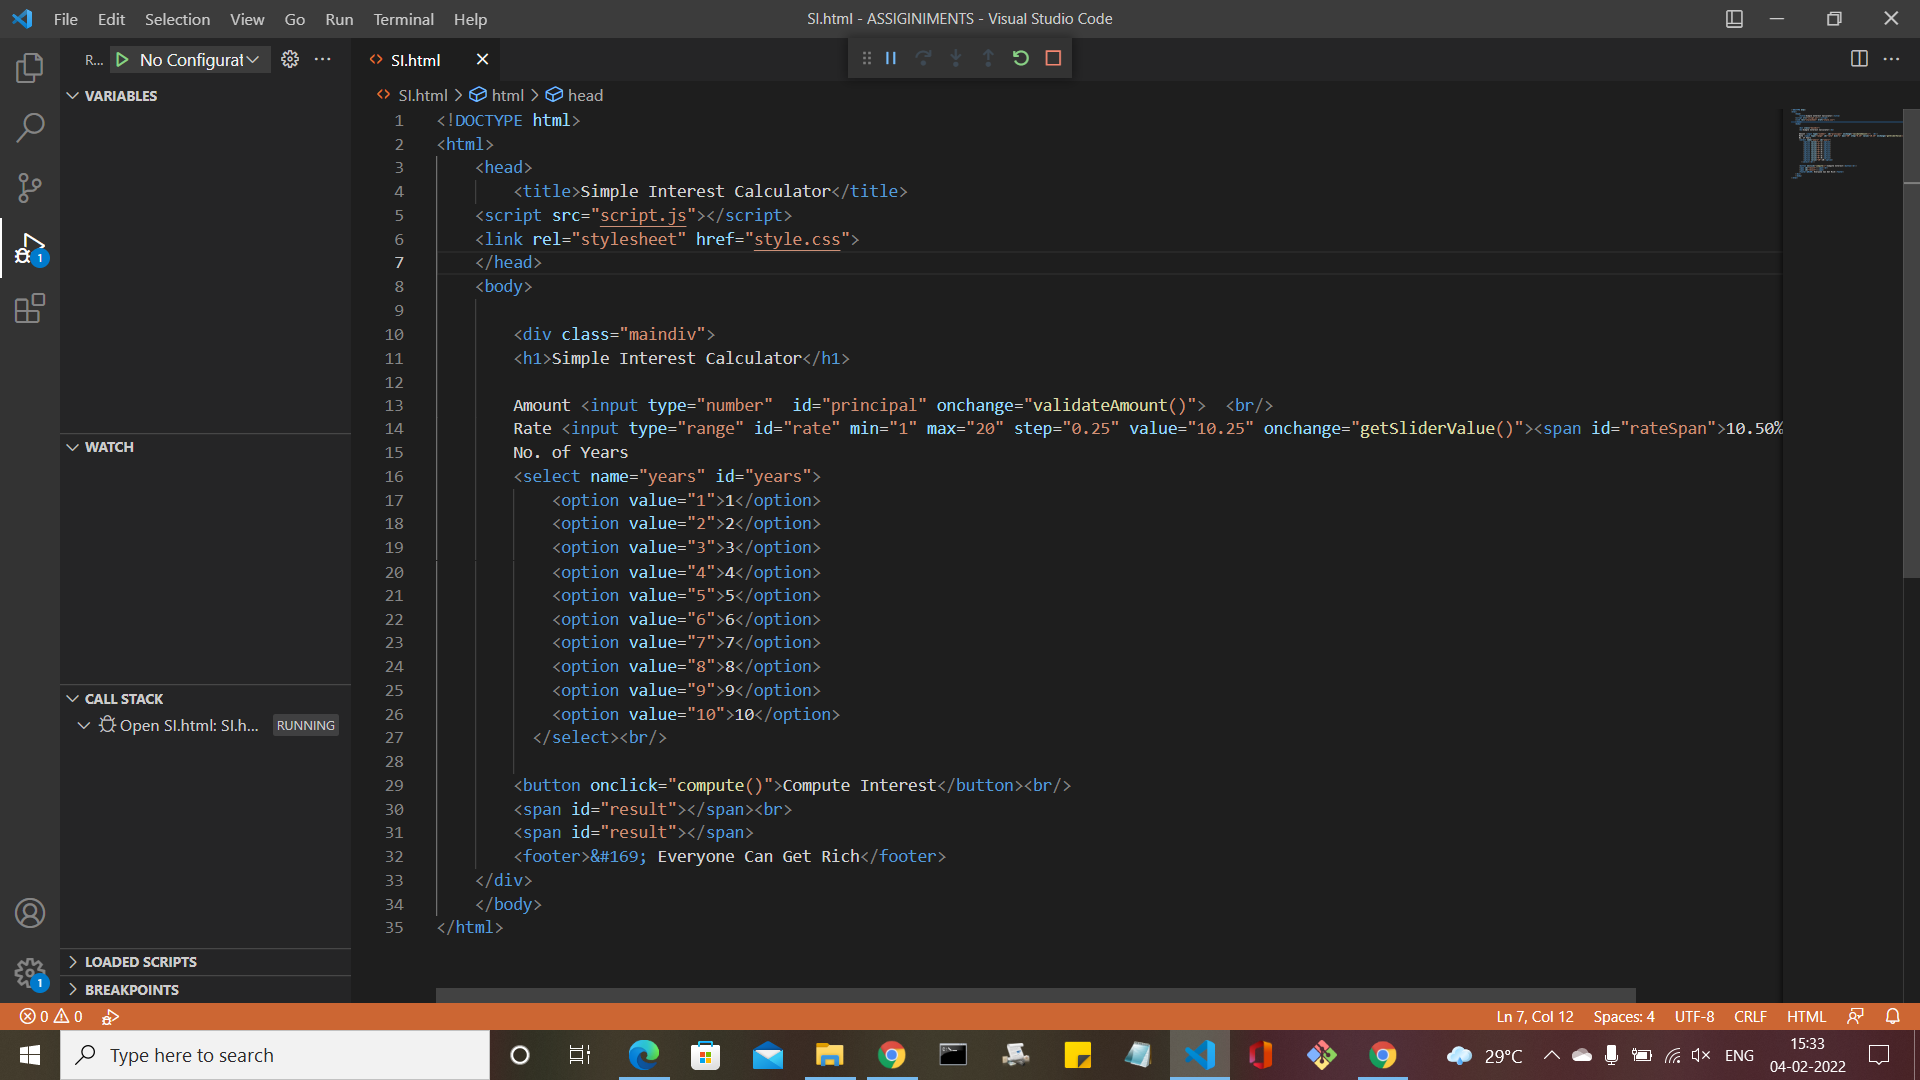 File Edit Selection View Go Run Terminal Help
SI.html - ASSIGINIMENTS - Visual Studio Code
R... No Configurat
SI.html
VARIABLES
WATCH
CALL STACK
Open SI.html: SI.h... RUNNING
LOADED SCRIPTS
BREAKPOINTS
1
1
SI.html > html > head
1 <!DOCTYPE html>
2 <html>
3 <head>
4 <title>Simple Interest Calculator</title>
5 <script src="script.js"></script>
6 <link rel="stylesheet" href="style.css">
7 </head>
8 <body>
9
10 <div class="maindiv">
11 <h1>Simple Interest Calculator</h1>
12
13 Amount <input type="number"  id="principal" onchange="validateAmount()">  <br/>
14 Rate <input type="range" id="rate" min="1" max="20" step="0.25" value="10.25" onchange="getSliderValue()"><span id="rateSpan">10.50%
15 No. of Years
16 <select name="years" id="years">
17 <option value="1">1</option>
18 <option value="2">2</option>
19 <option value="3">3</option>
20 <option value="4">4</option>
21 <option value="5">5</option>
22 <option value="6">6</option>
23 <option value="7">7</option>
24 <option value="8">8</option>
25 <option value="9">9</option>
26 <option value="10">10</option>
27 </select><br/>
28
29 <button onclick="compute()">Compute Interest</button><br/>
30 <span id="result"></span><br>
31 <span id="result"></span>
32 <footer>&#169; Everyone Can Get Rich</footer>
33 </div>
34 </body>
35 </html>
0 0 Ln 7, Col 12 Spaces: 4 UTF-8 CRLF HTML
Type here to search
29°C ENG
15:33
04-02-2022